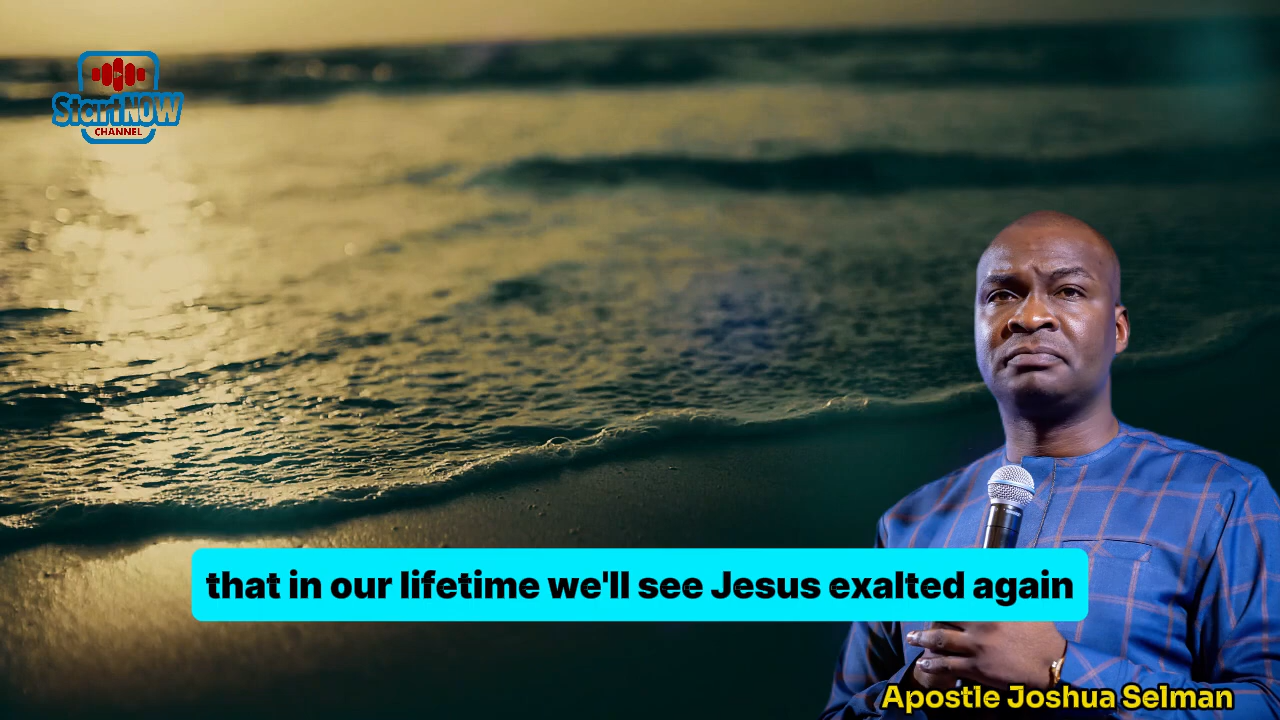 StartNOW
CHANNEL
that in our lifetime we'll see Jesus exalted again
Apostle Joshua Selman